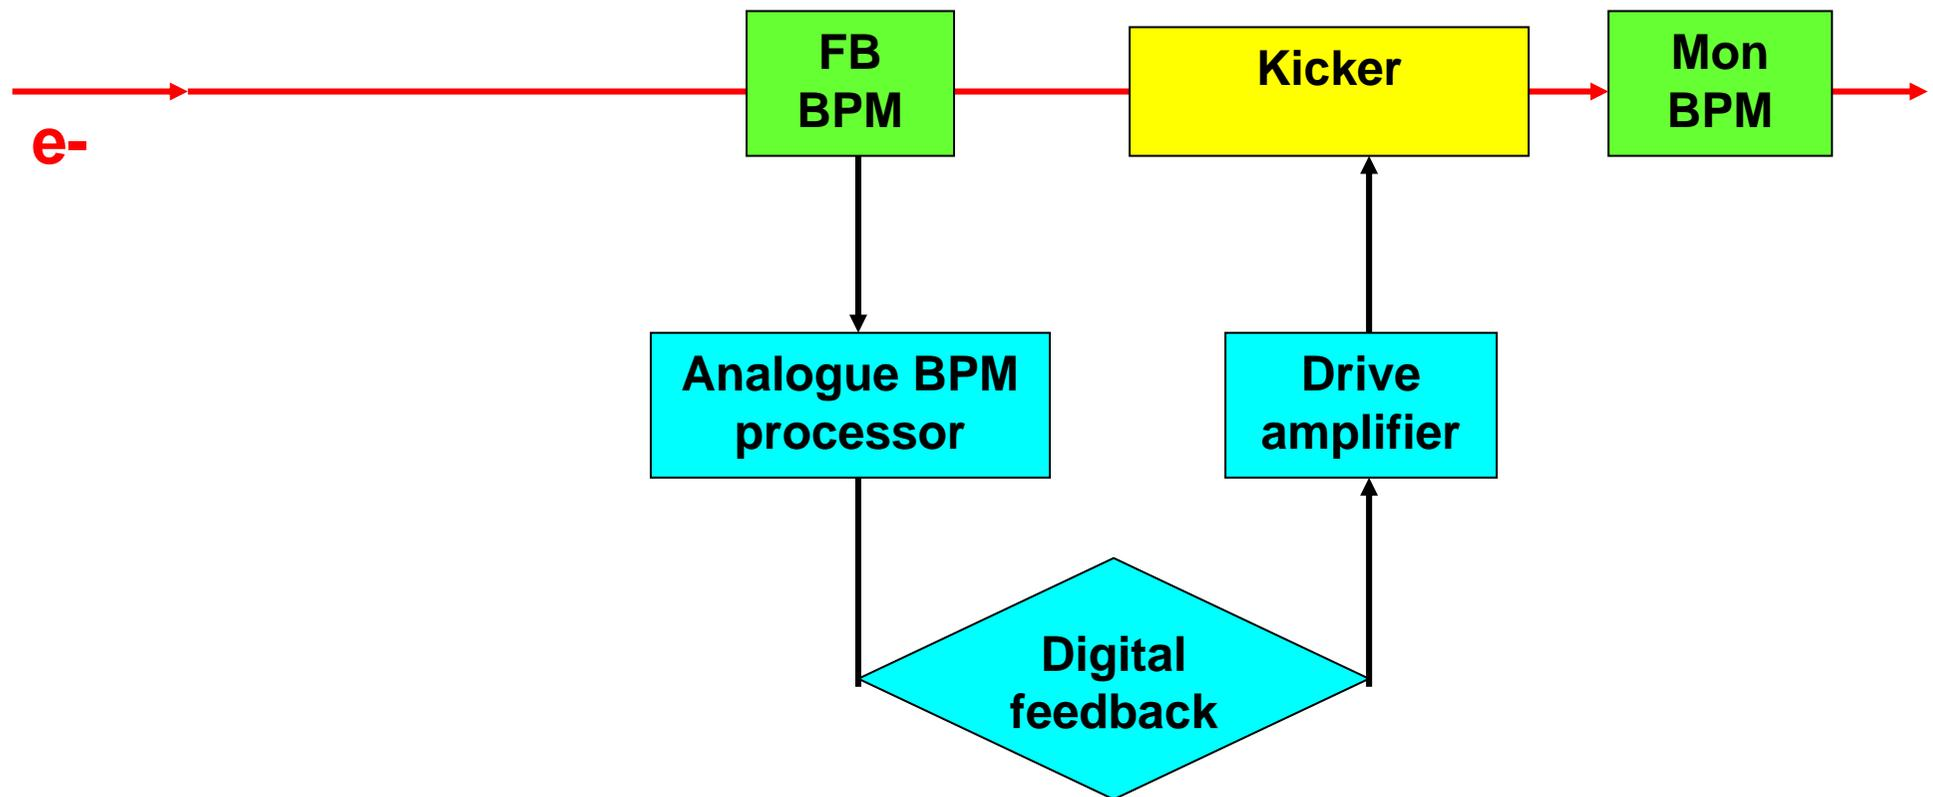 FB
BPM
Kicker
Mon
BPM
e-
Analogue BPM
processor
Drive
amplifier
Digital
feedback